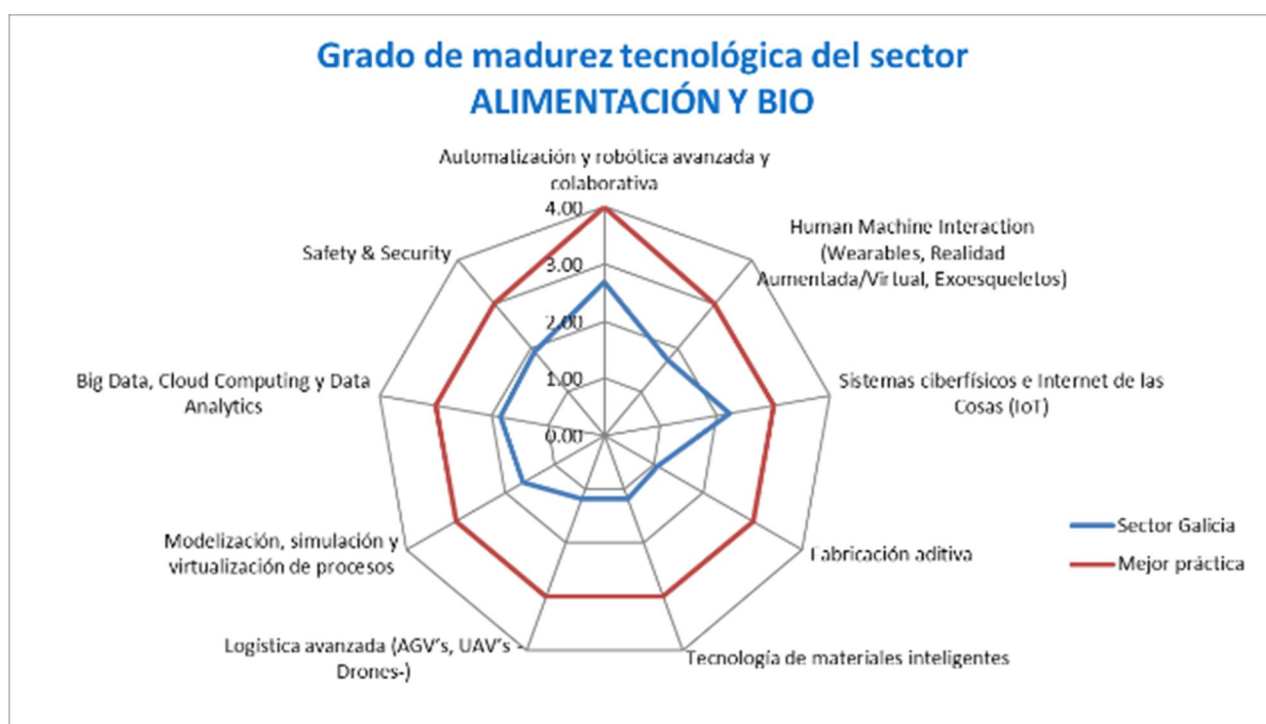 Grado de madurez tecnológica del sector
ALIMENTACIÓN Y BIO
Automatización y robótica avanzada y
colaborativa
4.00
3.00
2.00
1.00
0.00
Human Machine Interaction
(Wearables, Realidad
Aumentada/Virtual, Exoesqueletos)
Safety & Security
Sistemas ciberfísicos e Internet de las
Cosas (IoT)
Big Data, Cloud Computing y Data
Analytics
Fabricación aditiva
Modelización, simulación y
virtualización de procesos
Tecnología de materiales inteligentes
Logística avanzada (AGV´s, UAV´s -
Drones-)
Sector Galicia
Mejor práctica